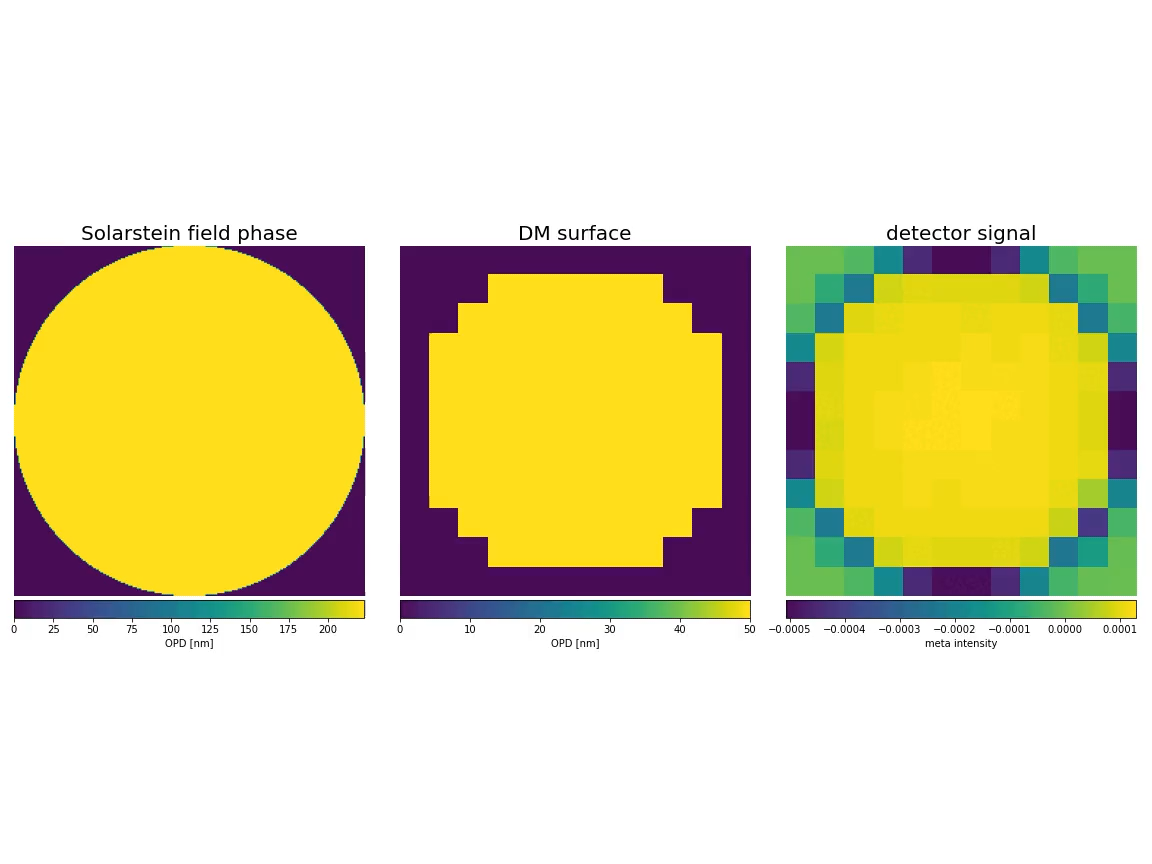 Solarstein field phase
DM surface
detector signal
0 25 50 75 100 125 150 175 200
OPD [nm]
0 10 20 30 40 50
OPD [nm]
−0.0005 −0.0004 −0.0003 −0.0002 −0.0001 0.0000 0.0001
meta intensity